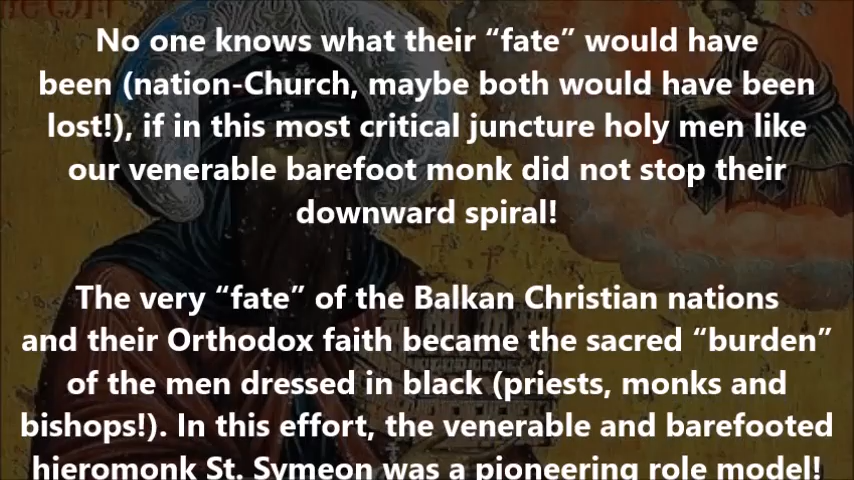 No one knows what their “fate” would have
been (nation-Church, maybe both would have been
lost!), if in this most critical juncture holy men like
our venerable barefoot monk did not stop their
downward spiral!
The very “fate” of the Balkan Christian nations
and their Orthodox faith became the sacred “burden”
of the men dressed in black (priests, monks and
bishops!). In this effort, the venerable and barefooted
hieromonk St. Symeon was a pioneering role model!